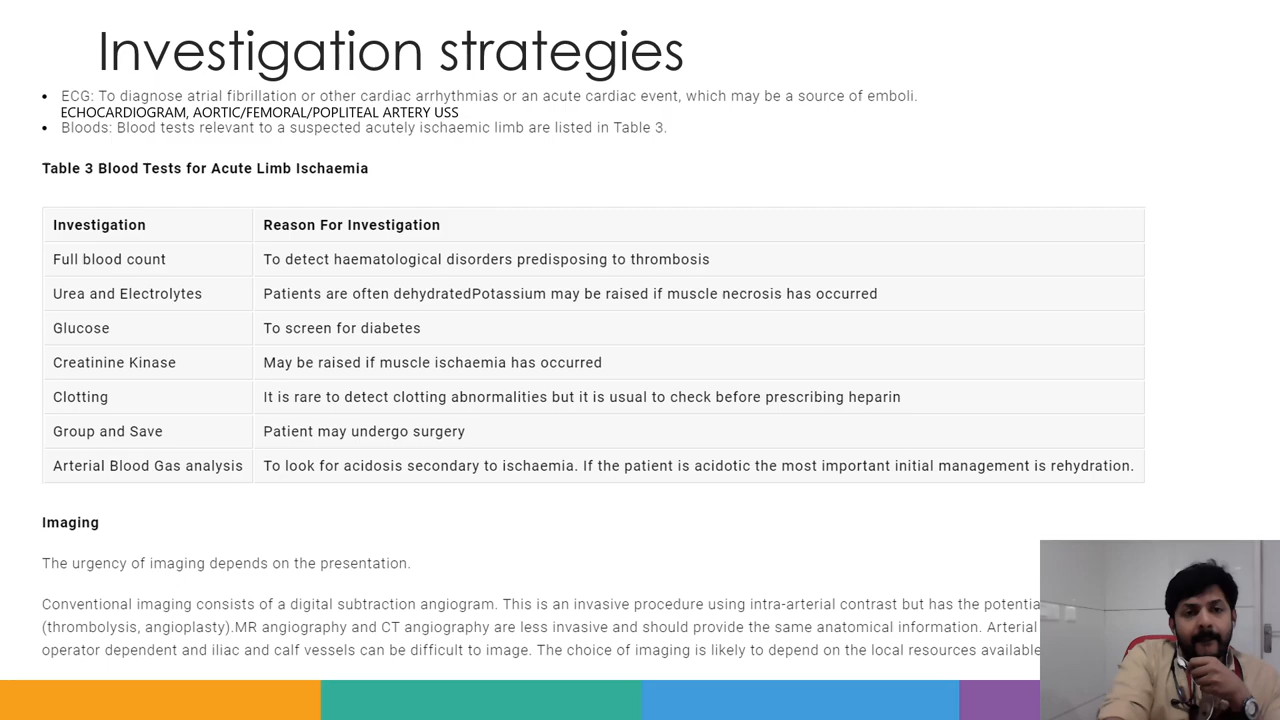 Investigation strategies
• ECG: To diagnose atrial fibrillation or other cardiac arrhythmias or an acute cardiac event, which may be a source of emboli.
ECHOCARDIOGRAM, AORTIC/FEMORAL/POPLITEAL ARTERY USS
• Bloods: Blood tests relevant to a suspected acutely ischaemic limb are listed in Table 3.
Table 3 Blood Tests for Acute Limb Ischaemia
Investigation Reason For Investigation
Full blood count To detect haematological disorders predisposing to thrombosis
Urea and Electrolytes Patients are often dehydratedPotassium may be raised if muscle necrosis has occurred
Glucose To screen for diabetes
Creatinine Kinase May be raised if muscle ischaemia has occurred
Clotting It is rare to detect clotting abnormalities but it is usual to check before prescribing heparin
Group and Save Patient may undergo surgery
Arterial Blood Gas analysis To look for acidosis secondary to ischaemia. If the patient is acidotic the most important initial management is rehydration.
Imaging
The urgency of imaging depends on the presentation.
Conventional imaging consists of a digital subtraction angiogram. This is an invasive procedure using intra-arterial contrast but has the
(thrombolysis, angioplasty).MR angiography and CT angiography are less invasive and should provide the same anatomical information. Arterial
operator dependent and iliac and calf vessels can be difficult to image. The choice of imaging is likely to depend on the local resources available